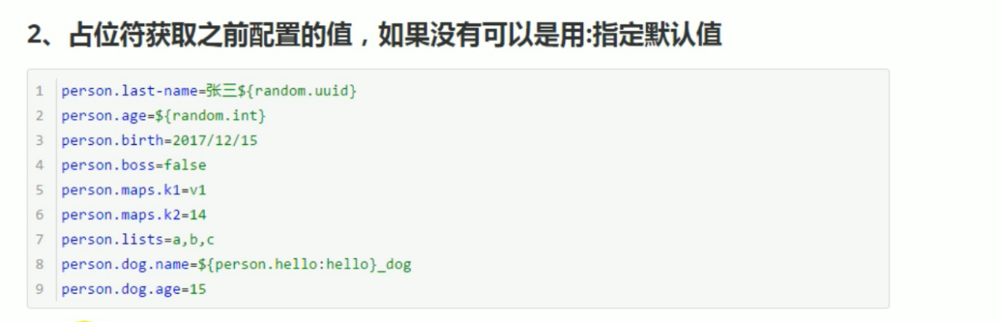 2、占位符获取之前配置的值，如果没有可以是用:指定默认值
1 person.last-name=张三${random.uuid}
2 person.age=${random.int}
3 person.birth=2017/12/15
4 person.boss=false
5 person.maps.k1=v1
6 person.maps.k2=14
7 person.lists=a,b,c
8 person.dog.name=${person.hello:hello}_dog
9 person.dog.age=15